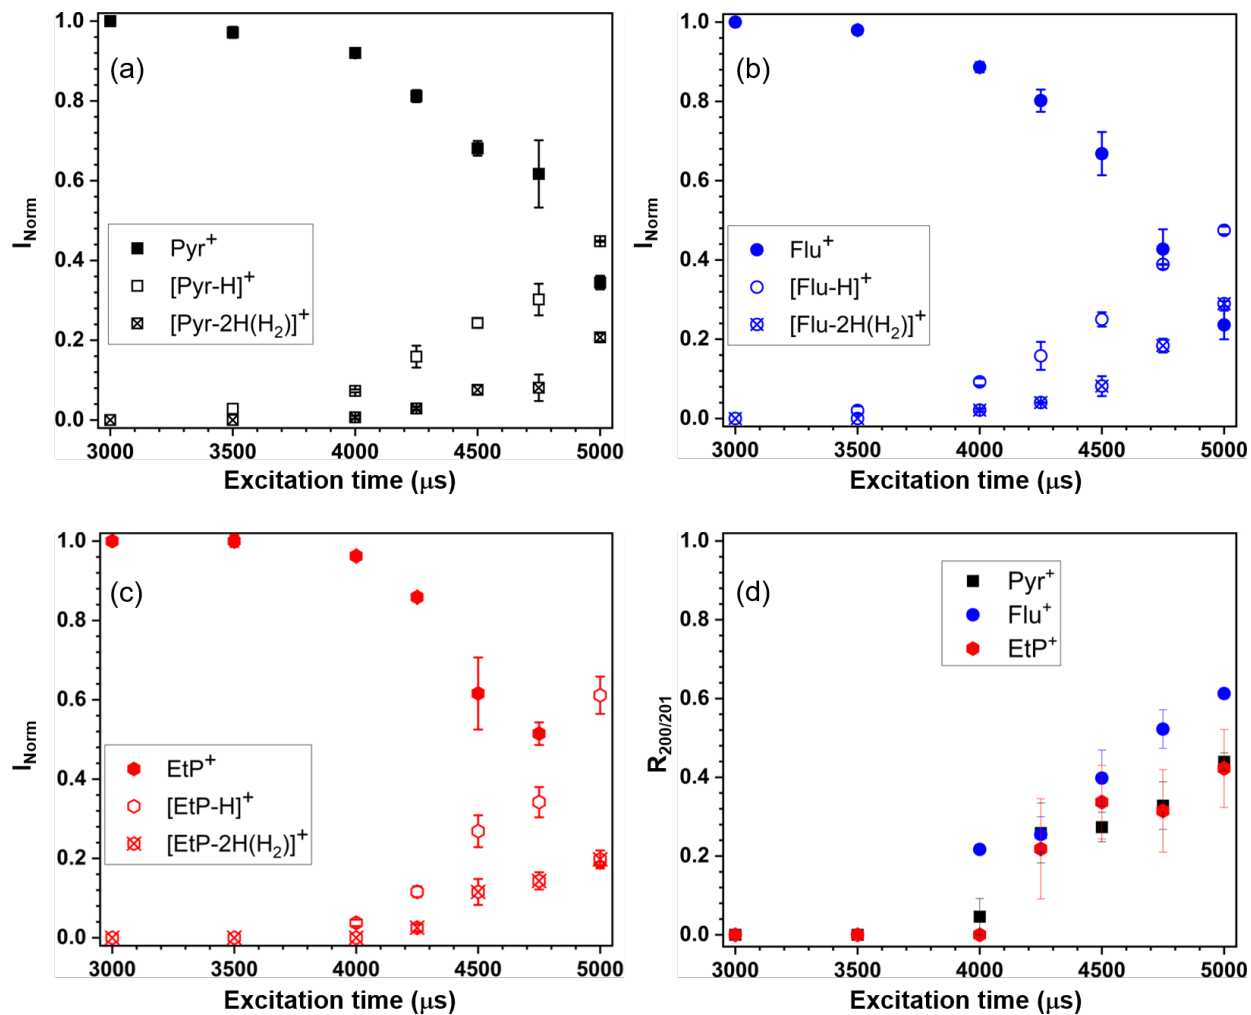 (a)
I_Norm
1.0
0.8
0.6
0.4
0.2
0.0
Pyr⁺
[Pyr-H]⁺
[Pyr-2H(H₂)]⁺
3000 3500 4000 4500 5000
Excitation time (μs)
(b)
I_Norm
1.0
0.8
0.6
0.4
0.2
0.0
Flu⁺
[Flu-H]⁺
[Flu-2H(H₂)]⁺
3000 3500 4000 4500 5000
Excitation time (μs)
(c)
I_Norm
1.0
0.8
0.6
0.4
0.2
0.0
EtP⁺
[EtP-H]⁺
[EtP-2H(H₂)]⁺
3000 3500 4000 4500 5000
Excitation time (μs)
(d)
R_200/201
1.0
0.8
0.6
0.4
0.2
0.0
Pyr⁺
Flu⁺
EtP⁺
3000 3500 4000 4500 5000
Excitation time (μs)